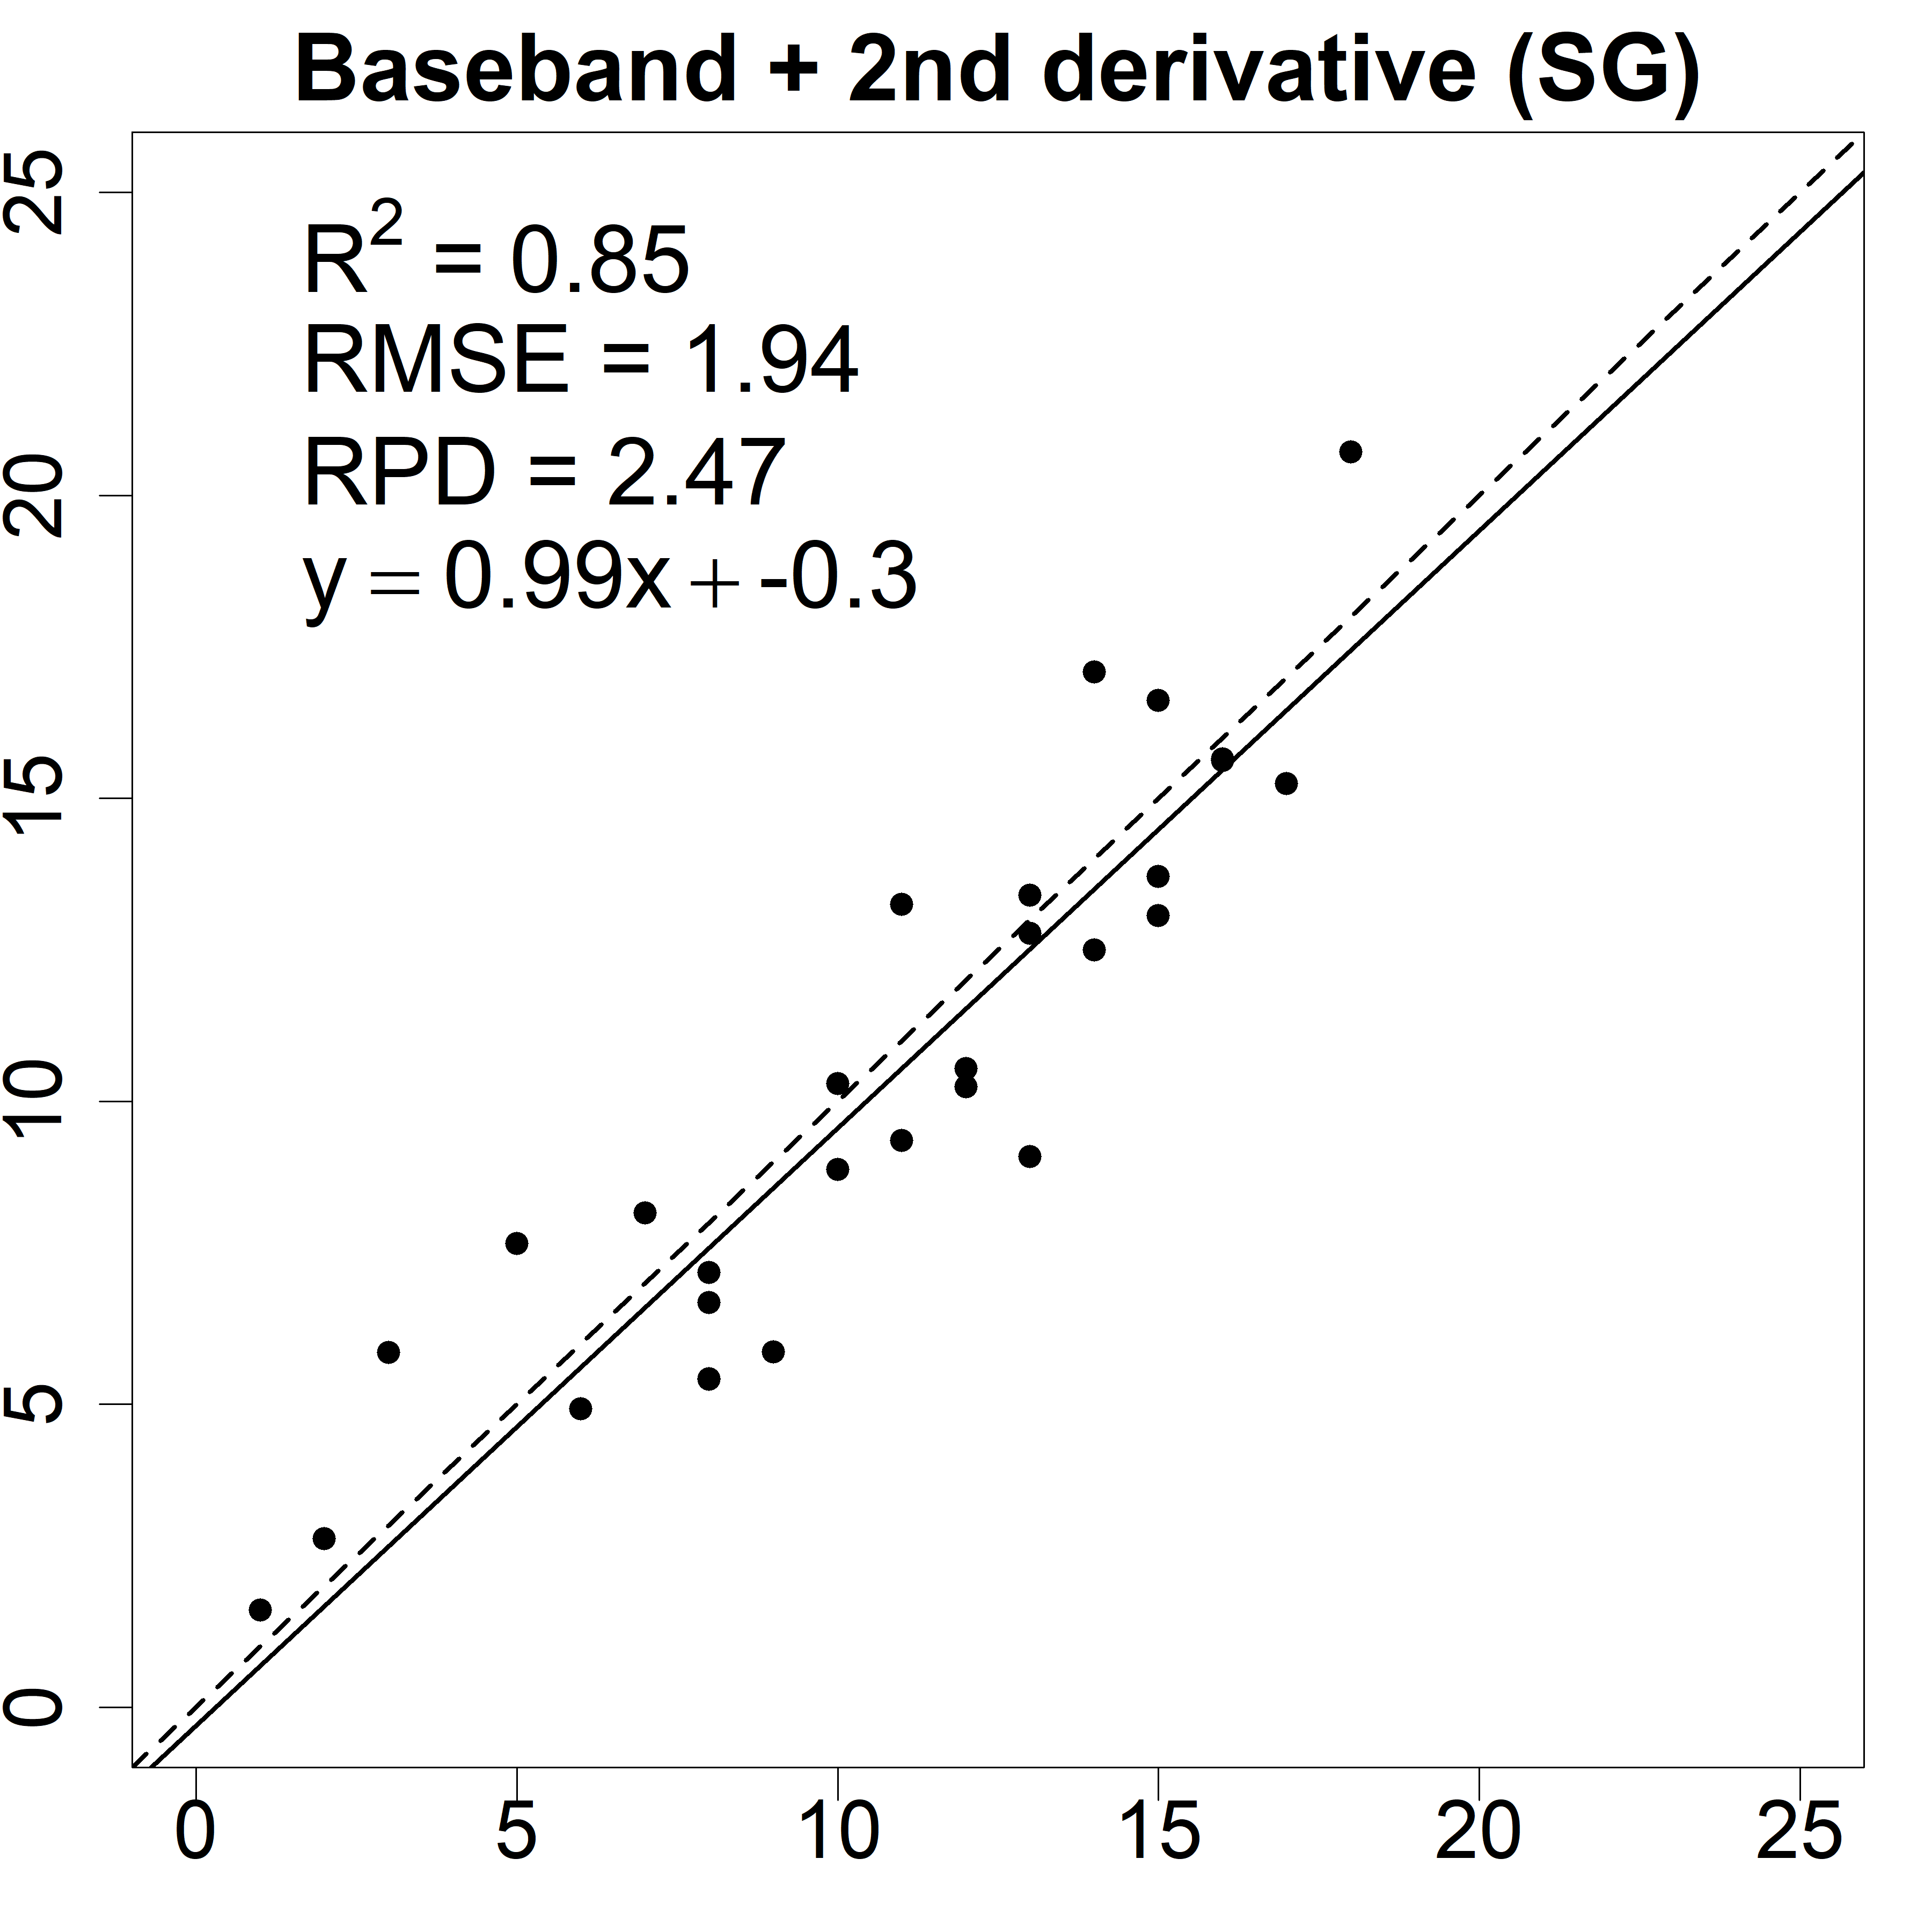 Baseband + 2nd derivative (SG)
R² = 0.85
RMSE = 1.94
RPD = 2.47
y = 0.99x + -0.3
25
20
15
10
5
0
0 5 10 15 20 25